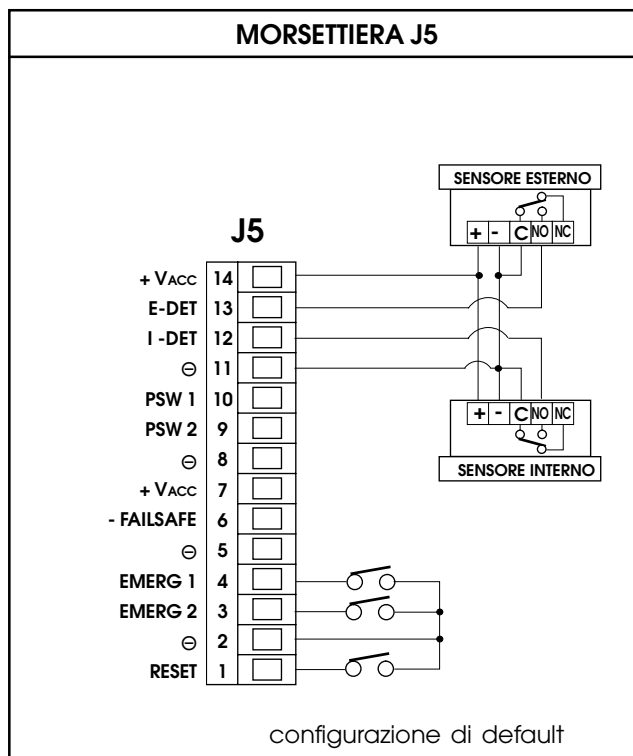 MORSETTIERA J5
SENSORE ESTERNO
+ - C NO NC
J5
+ VACC 14
E-DET 13
I -DET 12
⊖ 11
PSW 1 10
PSW 2 9
⊖ 8
+ VACC 7
- FAILSAFE 6
⊖ 5
EMERG 1 4
EMERG 2 3
⊖ 2
RESET 1
+ - C NO NC
SENSORE INTERNO
configurazione di default